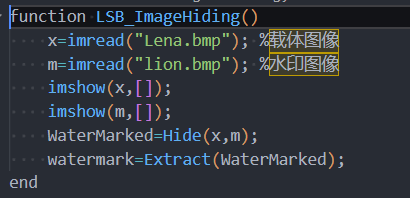 function LSB_ImageHiding()
x=imread("Lena.bmp"); %载体图像
m=imread("lion.bmp"); %水印图像
imshow(x,[]);
imshow(m,[]);
WaterMarked=Hide(x,m);
watermark=Extract(WaterMarked);
end